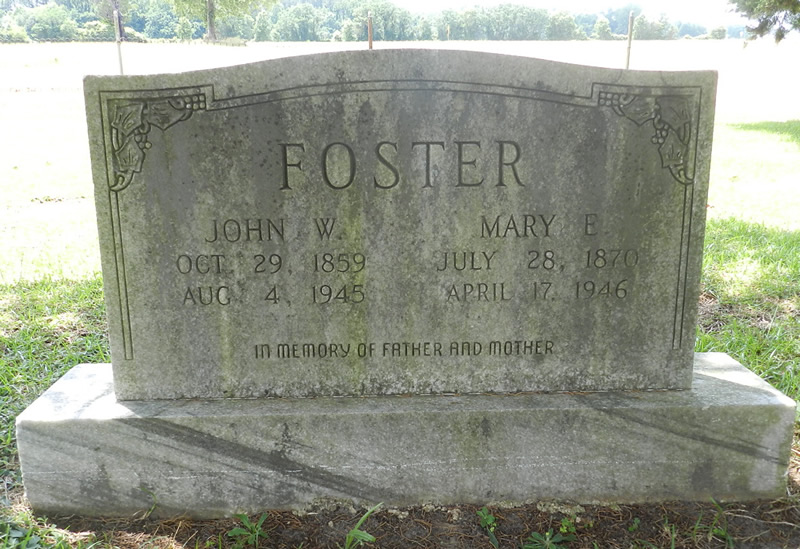 FOSTER
JOHN W. MARY E.
OCT. 29, 1859 JULY 28, 1870
AUG. 4, 1945 APRIL 17, 1946
IN MEMORY OF FATHER AND MOTHER